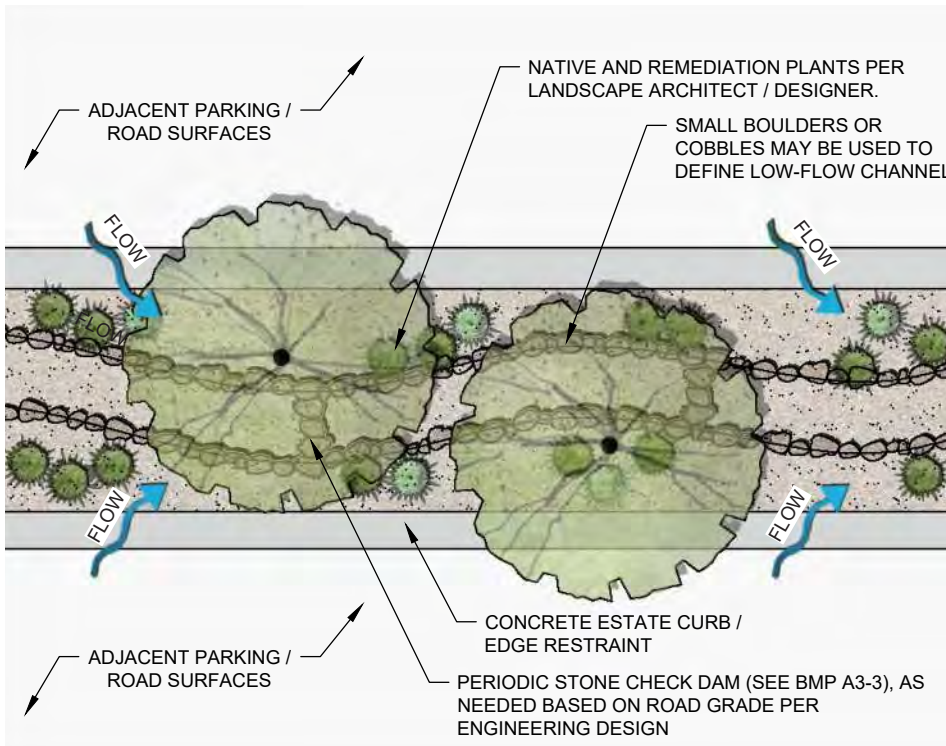 NATIVE AND REMEDIATION PLANTS PER
LANDSCAPE ARCHITECT / DESIGNER.
ADJACENT PARKING /
ROAD SURFACES
SMALL BOULDERS OR
COBBLES MAY BE USED TO
DEFINE LOW-FLOW CHANNEL
FLOW
FLOW
FLOW
FLOW
FLOW
CONCRETE ESTATE CURB /
EDGE RESTRAINT
ADJACENT PARKING /
ROAD SURFACES
PERIODIC STONE CHECK DAM (SEE BMP A3-3), AS
NEEDED BASED ON ROAD GRADE PER
ENGINEERING DESIGN